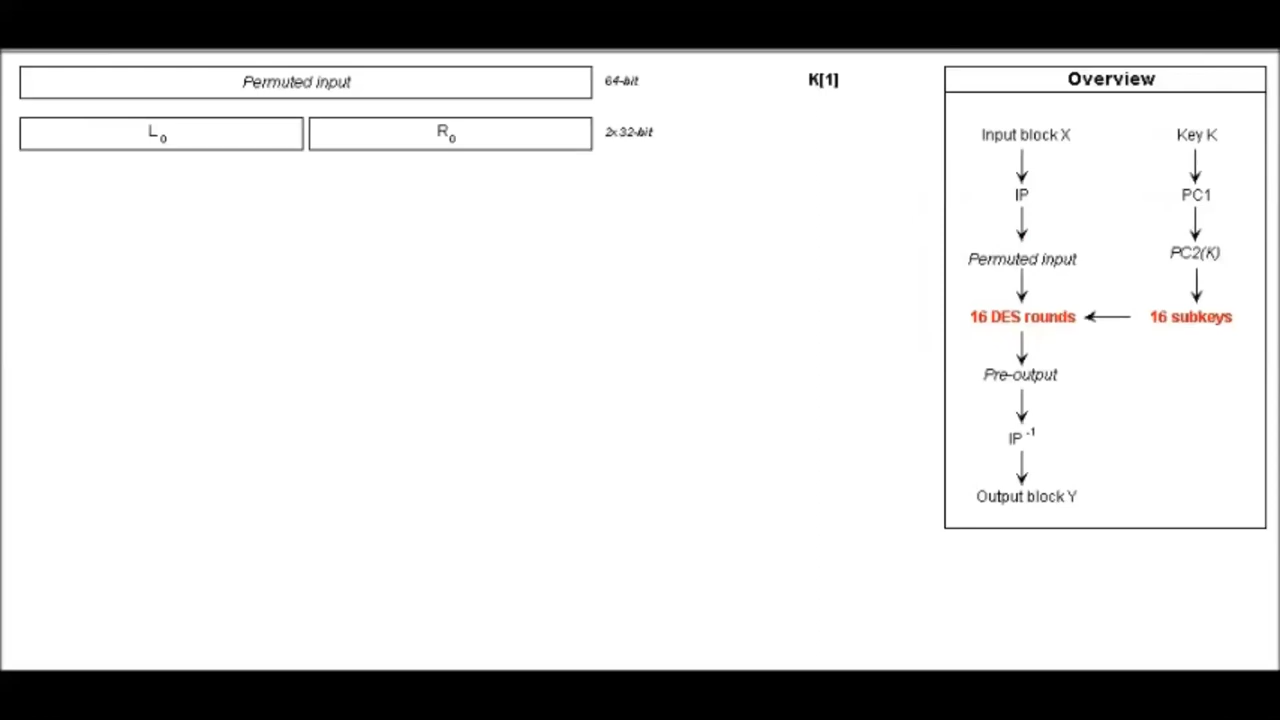 Permuted input 64-bit
L0 R0 2x32-bit
K[1]
Overview
Input block X Key K
IP PC1
Permuted input PC2(K)
16 DES rounds 16 subkeys
Pre-output
IP -1
Output block Y